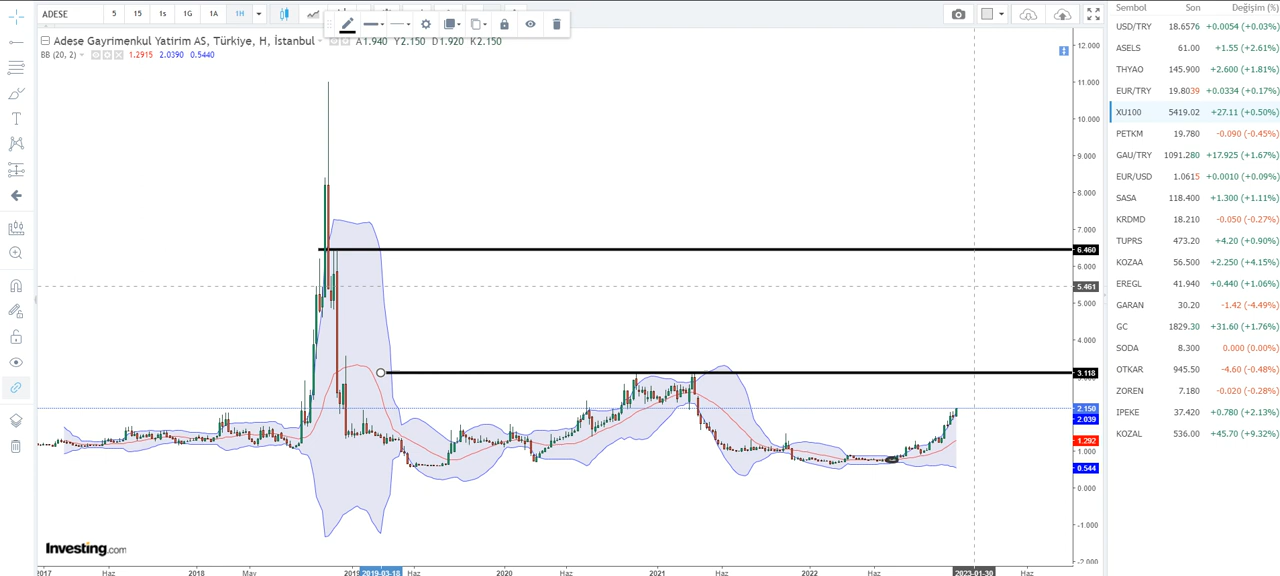 ADESE 5 15 1s 1G 1A 1H
Adese Gayrimenkul Yatirim AS, Türkiye, H, İstanbul A1.940 Y2.150 D1.920 K2.150
BB (20, 2) 1.2915 2.0390 0.5440
12.000
11.000
10.000
9.000
8.000
7.000
6.460
6.000
5.461
5.000
4.000
3.118
2.150
2.039
1.292
1.000
0.544
0.000
-1.000
-2.000
Investing.com
2017 Haz 2018 May 2019 2019-03-18 Haz 2020 Haz 2021 Haz 2022 Haz 2023-01-30 Haz
Sembol Son Değişim (%)
USD/TRY 18.6576 +0.0054 (+0.03%)
ASELS 61.00 +1.55 (+2.61%)
THYAO 145.900 +2.600 (+1.81%)
EUR/TRY 19.8039 +0.0334 (+0.17%)
XU100 5419.02 +27.11 (+0.50%)
PETKM 19.780 -0.090 (-0.45%)
GAU/TRY 1091.280 +17.925 (+1.67%)
EUR/USD 1.0615 +0.0010 (+0.09%)
SASA 118.400 +1.300 (+1.11%)
KRDMD 18.210 -0.050 (-0.27%)
TUPRS 473.20 +4.20 (+0.90%)
KOZAA 56.500 +2.250 (+4.15%)
EREGL 41.940 +0.440 (+1.06%)
GARAN 30.20 -1.42 (-4.49%)
GC 1829.30 +31.60 (+1.76%)
SODA 8.300 0.000 (0.00%)
OTKAR 945.50 -4.60 (-0.48%)
ZOREN 7.180 -0.020 (-0.28%)
IPEKE 37.420 +0.780 (+2.13%)
KOZAL 536.00 +45.70 (+9.32%)